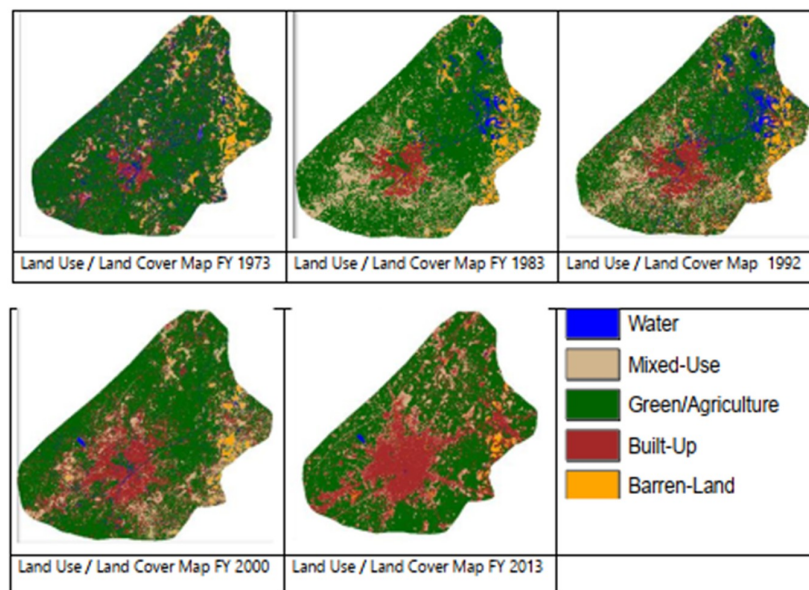 Land Use / Land Cover Map FY 1973
Land Use / Land Cover Map FY 1983
Land Use / Land Cover Map 1992
Water
Mixed-Use
Green/Agriculture
Built-Up
Barren-Land
Land Use / Land Cover Map FY 2000
Land Use / Land Cover Map FY 2013